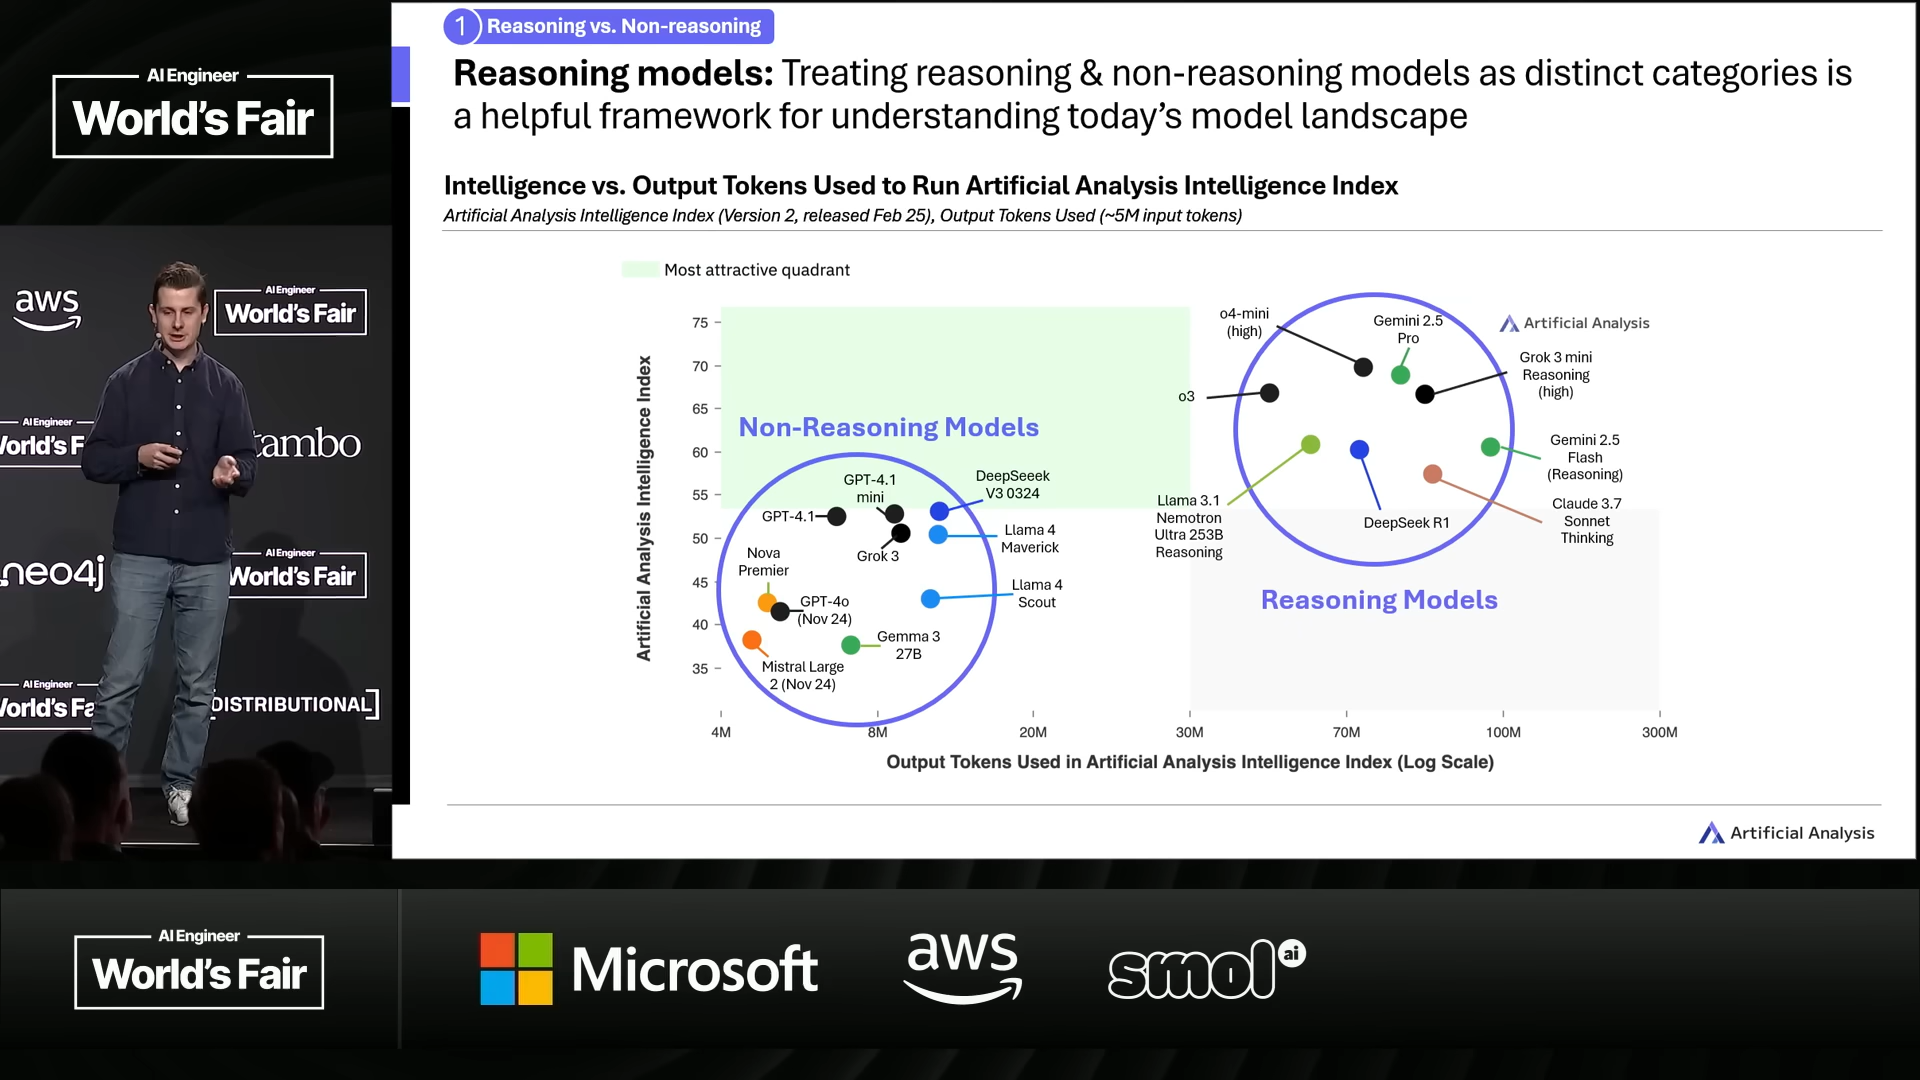 AI Engineer
World's Fair
1
Reasoning vs. Non-reasoning
Reasoning models: Treating reasoning & non-reasoning models as distinct categories is
a helpful framework for understanding today's model landscape
Intelligence vs. Output Tokens Used to Run Artificial Analysis Intelligence Index
Artificial Analysis Intelligence Index (Version 2, released Feb 25), Output Tokens Used (~5M input tokens)
Most attractive quadrant
Artificial Analysis Intelligence Index
75
70
65
60
55
50
45
40
35
Non-Reasoning Models
GPT-4.1
mini
DeepSeeek
V3 0324
GPT-4.1
Grok 3
Llama 4
Maverick
Nova
Premier
GPT-4o
(Nov 24)
Llama 4
Scout
Gemma 3
27B
Mistral Large
2 (Nov 24)
o4-mini
(high)
Gemini 2.5
Pro
Artificial Analysis
Grok 3 mini
Reasoning
(high)
o3
Gemini 2.5
Flash
(Reasoning)
Llama 3.1
Nemotron
Ultra 253B
Reasoning
DeepSeek R1
Claude 3.7
Sonnet
Thinking
Reasoning Models
4M
8M
20M
30M
70M
100M
300M
Output Tokens Used in Artificial Analysis Intelligence Index (Log Scale)
Artificial Analysis
aws
AI Engineer
World's Fair
AI Engineer
World's F
tambo
neo4j
AI Engineer
World's Fair
AI Engineer
World's Fa
DISTRIBUTIONAL]
AI Engineer
World's Fair
Microsoft
aws
smol ai